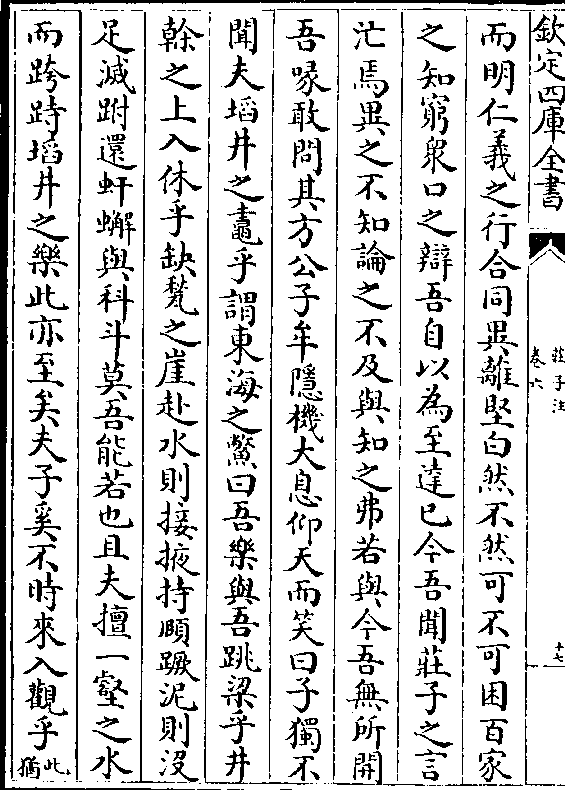 欽定四庫全書
莊子注
卷六
十七
而明仁義之行合同異離堅白然不然可不可困百家
之知窮衆口之辯吾自以為至達已今吾聞莊子之言
汒焉異之不知論之不及與知之弗若與今吾無所開
吾喙敢問其方公子牟隱機大息仰天而笑曰子獨不
聞夫埳井之鼃乎謂東海之鱉曰吾樂與吾跳梁乎井
榦之上入休乎缺甃之崖赴水則接掖持頤蹶泥則沒
足滅跗還虷蠏與科斗莫吾能若也且夫擅一壑之水
而跨跱埳井之樂此亦至矣夫子奚不時來入觀乎此
猶